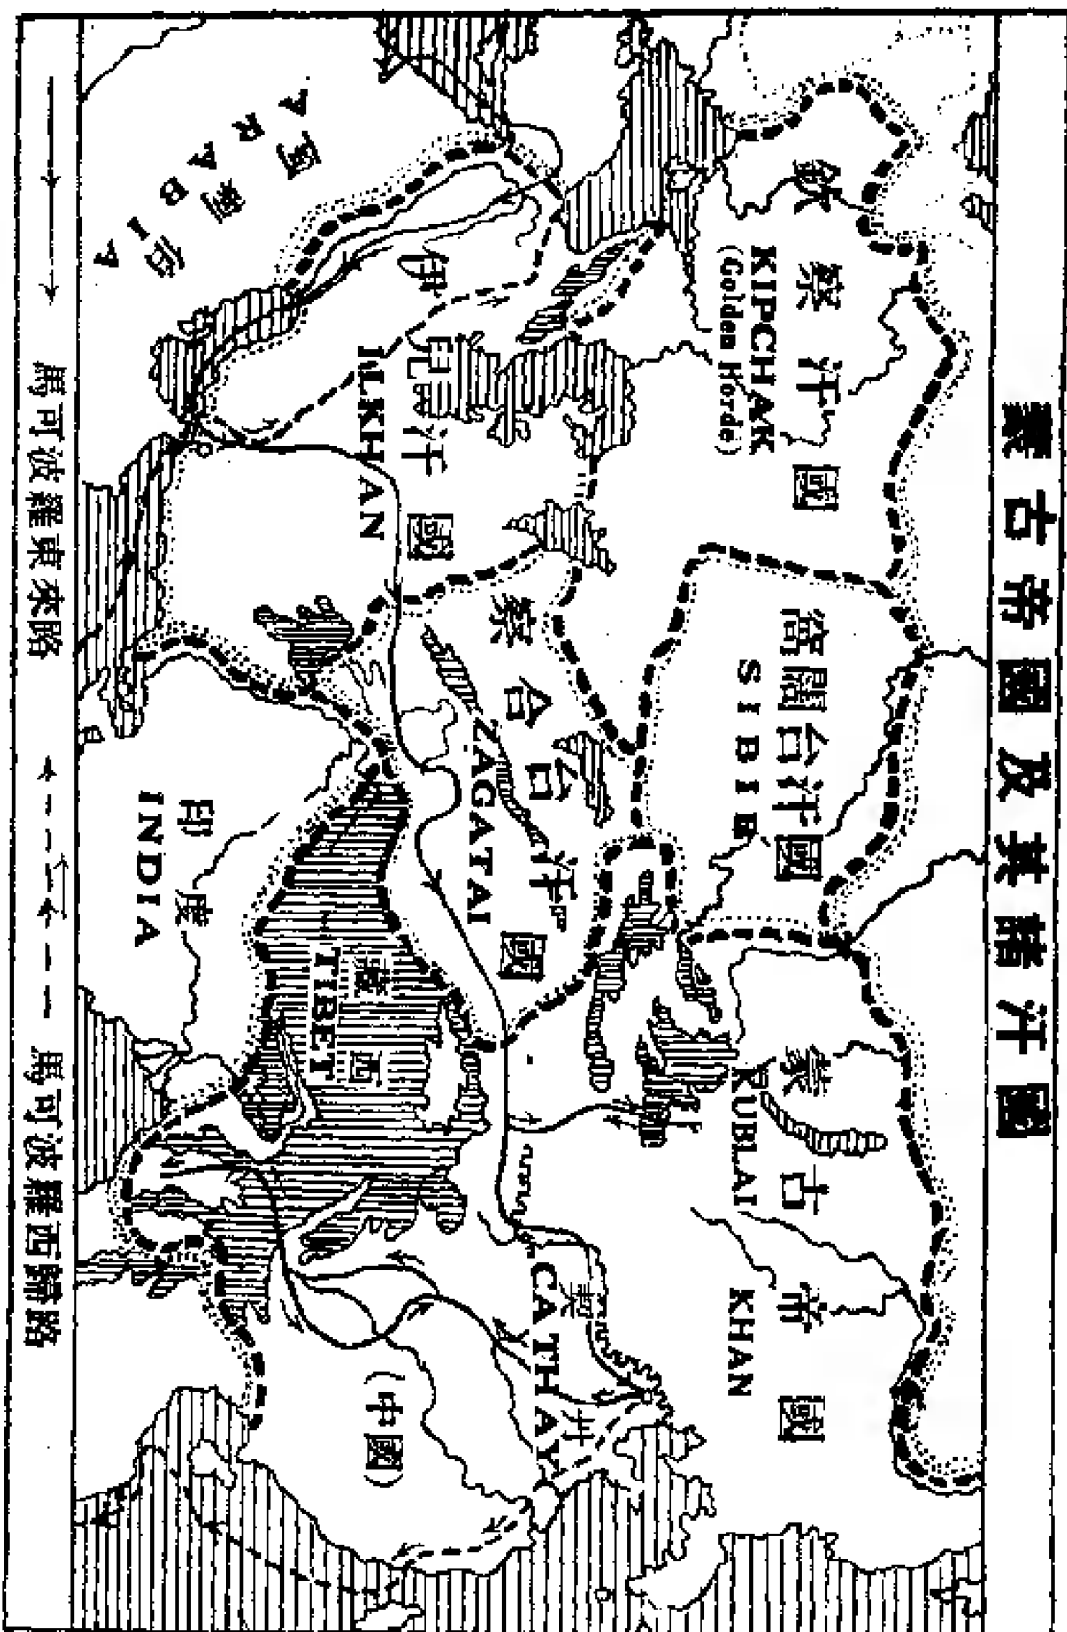 蒙古帝國及其諸汗圖
欽察汗國
KIPCHAK
(Golden Horde)
窩闊台汗國
SIBIR
蒙古帝國
KUBLAI KHAN
阿剌伯
ARABIA
伊兒汗國
ILKHAN
察合台汗國
ZAGATAI
契丹
CATHAY
(中國)
西藏
TIBET
印度
INDIA
馬可波羅東來路
馬可波羅西歸路